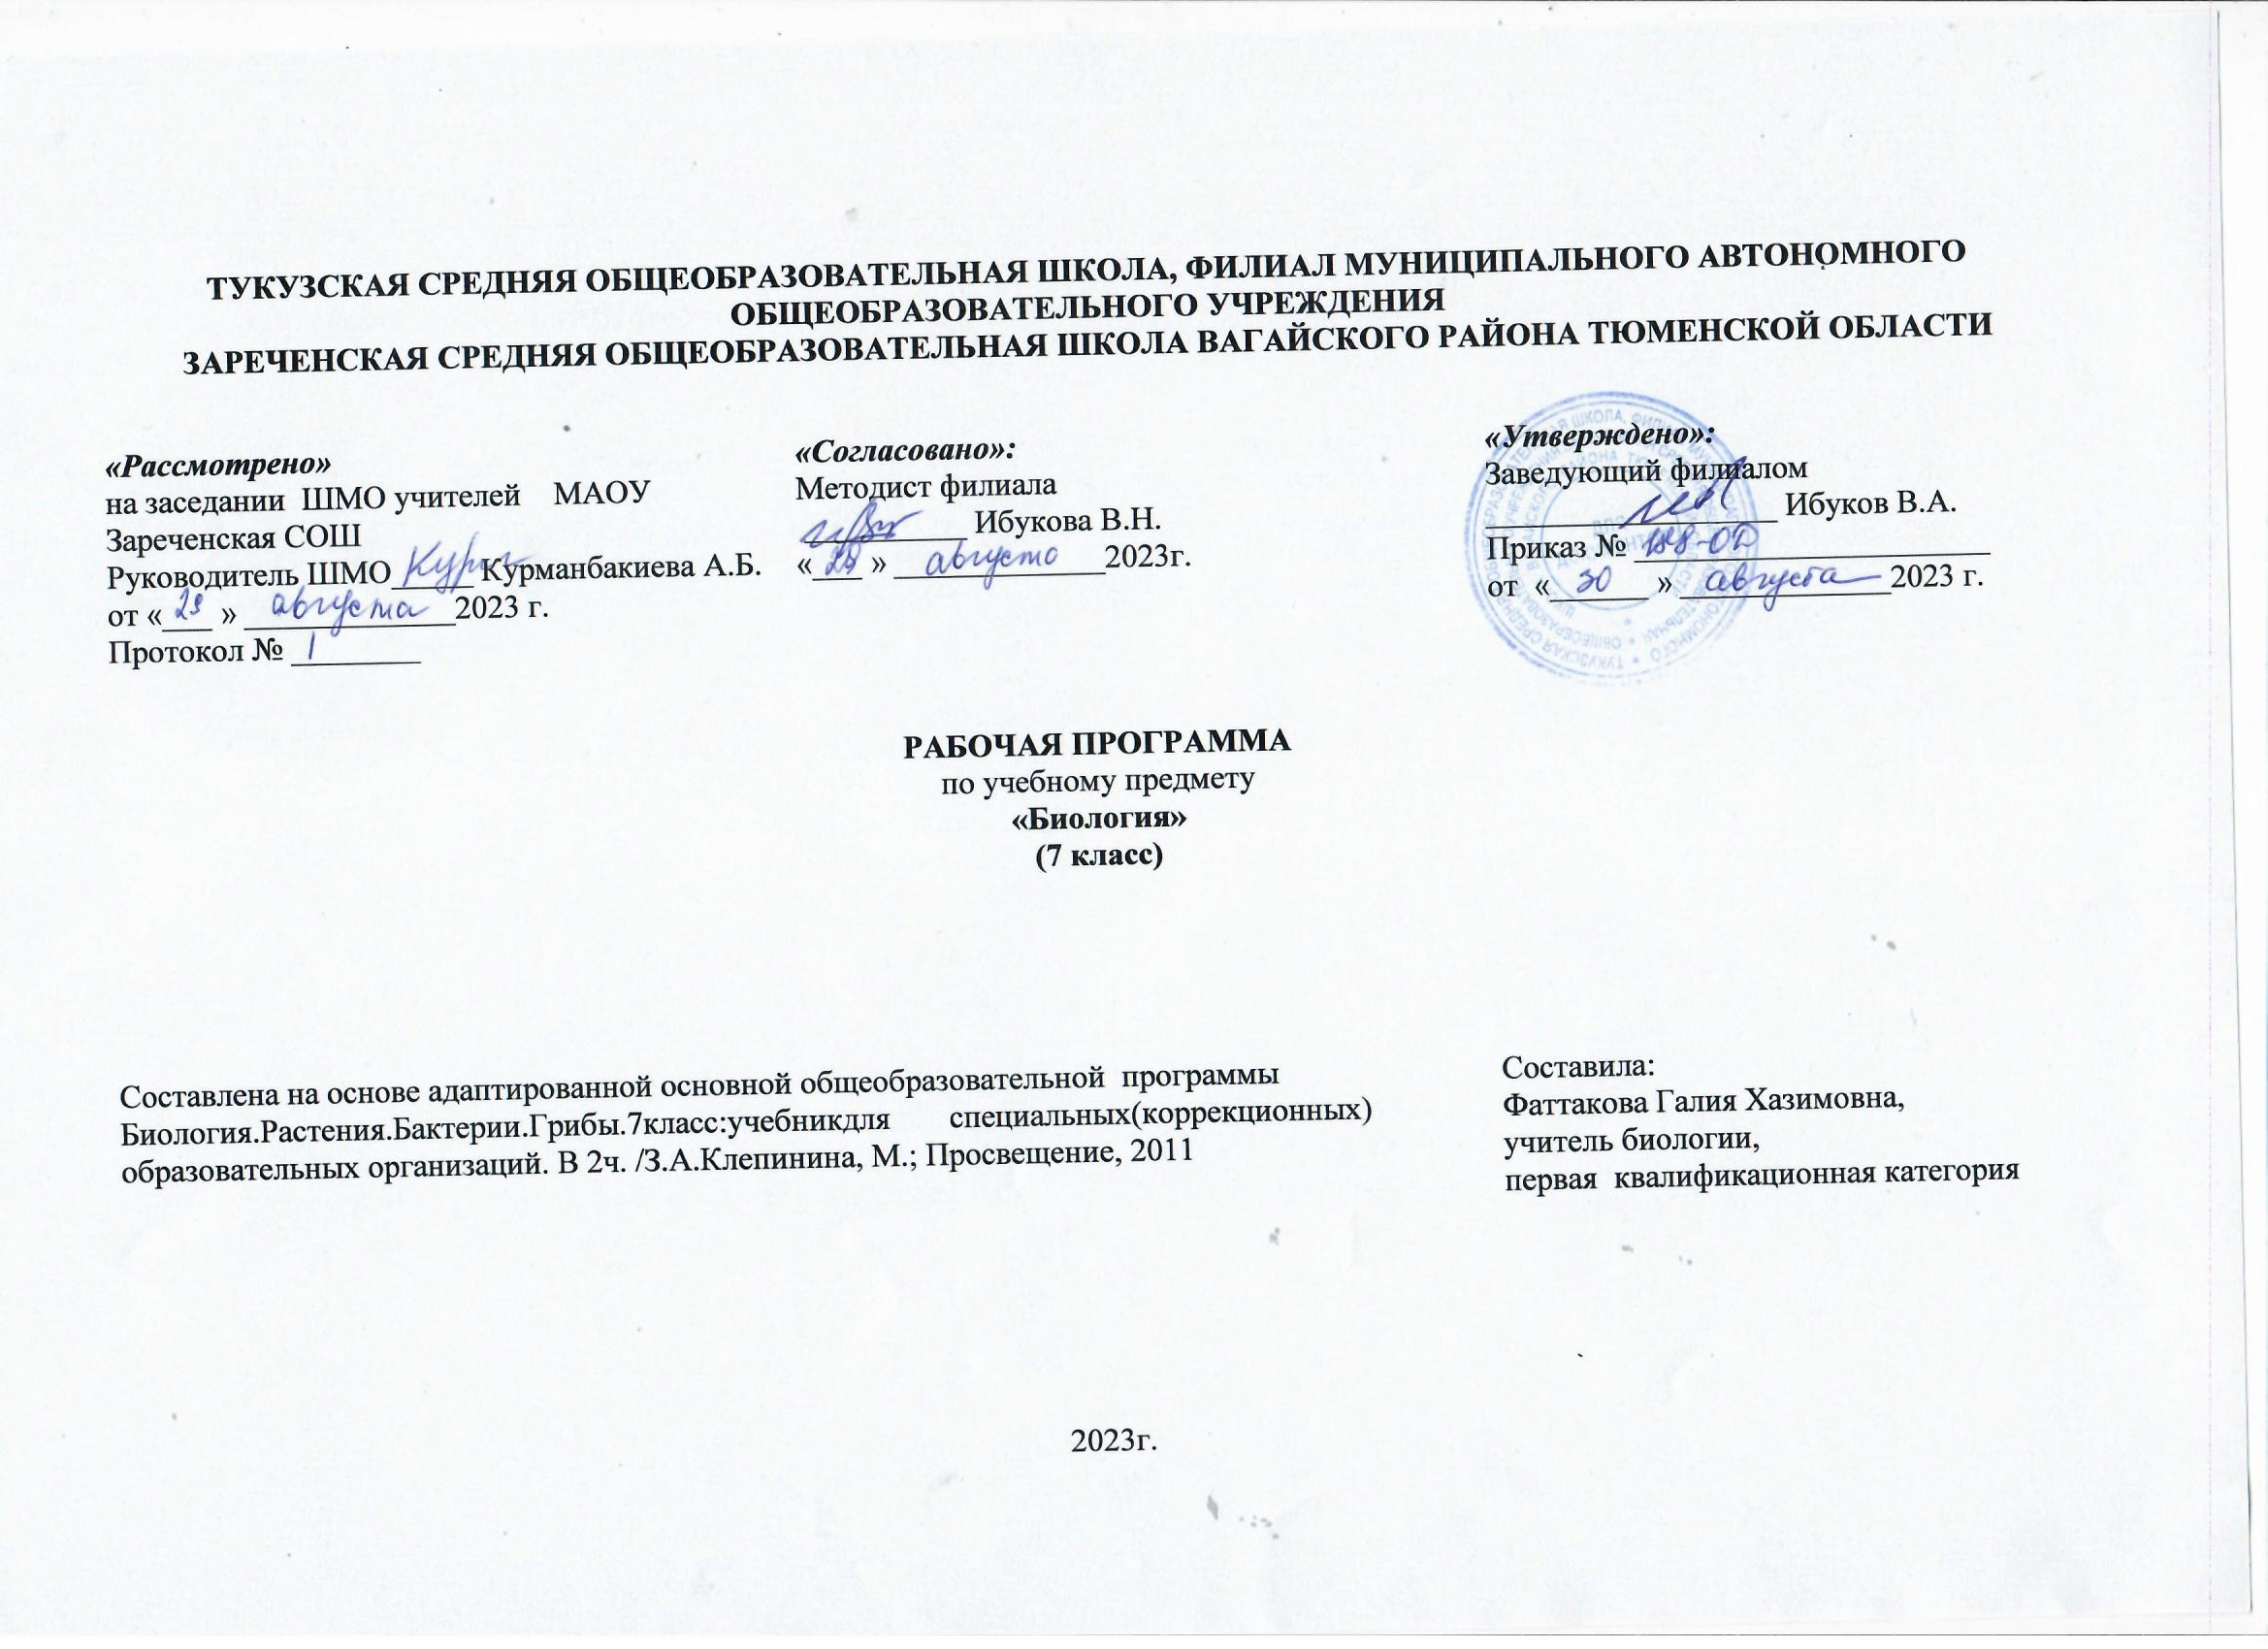 ТУКУЗСКАЯ СРЕДНЯЯ ОБЩЕОБРАЗОВАТЕЛЬНАЯ ШКОЛА, ФИЛИАЛ МУНИЦИПАЛЬНОГО АВТОНОМНОГО
ОБЩЕОБРАЗОВАТЕЛЬНОГО УЧРЕЖДЕНИЯ
ЗАРЕЧЕНСКАЯ СРЕДНЯЯ ОБЩЕОБРАЗОВАТЕЛЬНАЯ ШКОЛА ВАГАЙСКОГО РАЙОНА ТЮМЕНСКОЙ ОБЛАСТИ
«Рассмотрено»
на заседании ШМО учителей МАОУ
Зареченская СОШ
Руководитель ШМО Курманбакиева А.Б.
от «29» августа 2023 г.
Протокол № 1
«Согласовано»:
Методист филиала
Ибукова В.Н.
« » августа 2023г.
«Утверждено»:
Заведующий филиалом
Ибуков В.А.
Приказ №
от «30» августа 2023 г.
РАБОЧАЯ ПРОГРАММА
по учебному предмету
«Биология»
(7 класс)
Составлена на основе адаптированной основной общеобразовательной программы
Биология.Растения.Бактерии.Грибы.7класс:учебникдля специальных(коррекционных)
образовательных организаций. В 2ч. /З.А.Клепинина, М.; Просвещение, 2011
Составила:
Фаттакова Галия Хазимовна,
учитель биологии,
первая квалификационная категория
2023г.